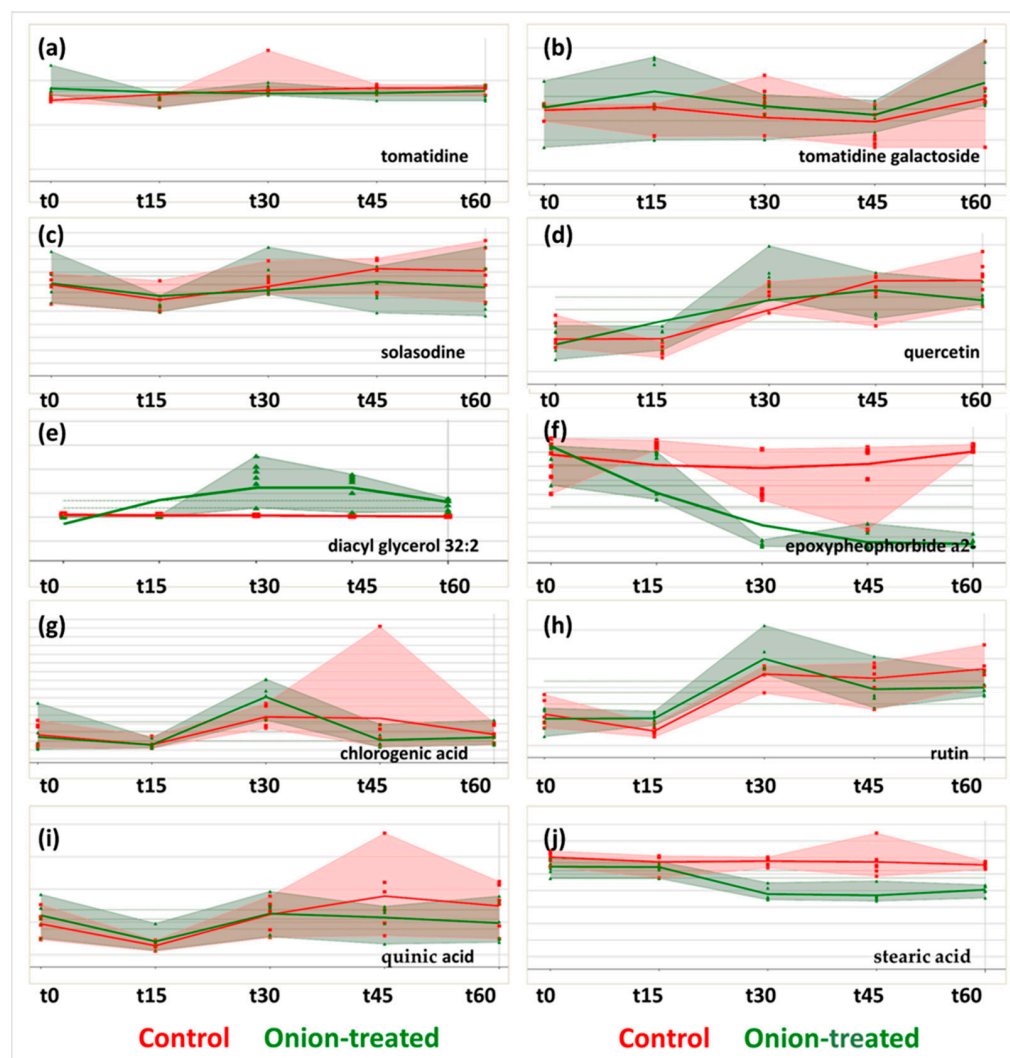 (a)
tomatidine
t0 t15 t30 t45 t60
(b)
tomatidine galactoside
t0 t15 t30 t45 t60
(c)
solasodine
t0 t15 t30 t45 t60
(d)
quercetin
t0 t15 t30 t45 t60
(e)
diacyl glycerol 32:2
t0 t15 t30 t45 t60
(f)
epoxypheophorbide a2
t0 t15 t30 t45 t60
(g)
chlorogenic acid
t0 t15 t30 t45 t60
(h)
rutin
t0 t15 t30 t45 t60
(i)
quinic acid
t0 t15 t30 t45 t60
(j)
stearic acid
t0 t15 t30 t45 t60
Control Onion-treated
Control Onion-treated